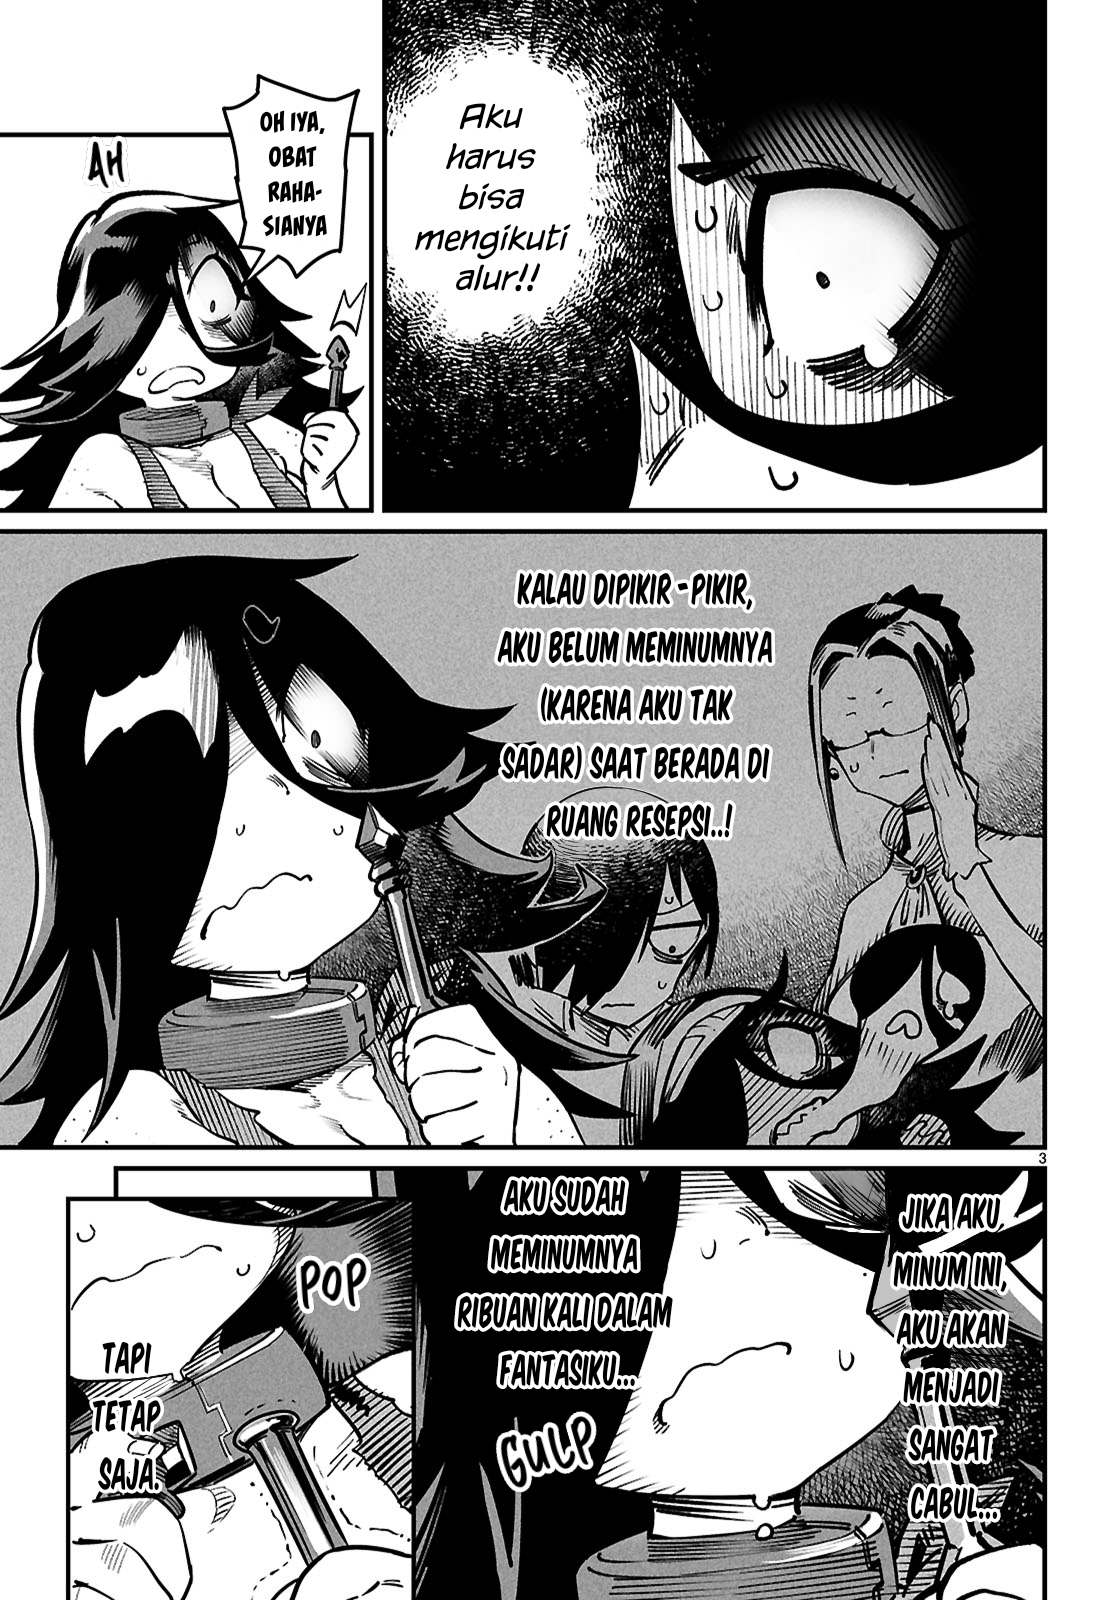 Aku
harus
bisa
mengikuti
alur!!
OH IYA,
OBAT
RAHA-
SIANYA
AH
KALAU DIPIKIR -PIKIR,
AKU BELUM MEMINUMNYA
(KARENA AKU TAK
SADAR) SAAT BERADA DI
RUANG RESEPSI..!
3
JIKA AKU
MINUM INI,
AKU AKAN
MENJADI
SANGAT
CABUL...
AKU SUDAH
MEMINUMNYA
RIBUAN KALI DALAM
FANTASIKU...
GULP
POP
TAPI
TETAP
SAJA.